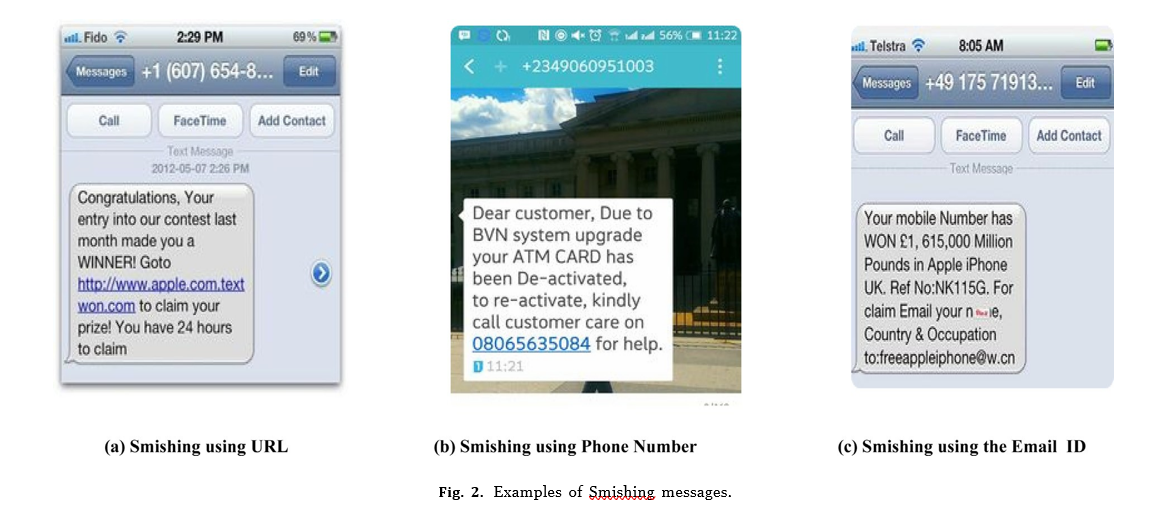 Fido 2:29 PM 69%
Messages +1 (607) 654-8... Edit
Call FaceTime Add Contact
Text Message
2012-05-07 2:26 PM
Congratulations, Your
entry into our contest last
month made you a
WINNER! Goto
http://www.apple.com.text
won.com to claim your
prize! You have 24 hours
to claim
56% 11:22
+2349060951003
Dear customer, Due to
BVN system upgrade
your ATM CARD has
been De-activated,
to re-activate, kindly
call customer care on
08065635084 for help.
1 11:21
Telstra 8:05 AM
Messages +49 175 71913... Edit
Call FaceTime Add Contact
Text Message
Your mobile Number has
WON £1, 615,000 Million
Pounds in Apple iPhone
UK. Ref No:NK115G. For
claim Email your n e,
Country & Occupation
to:freeappleiphone@w.cn
(a) Smishing using URL
(b) Smishing using Phone Number
(c) Smishing using the Email ID
Fig. 2. Examples of Smishing messages.